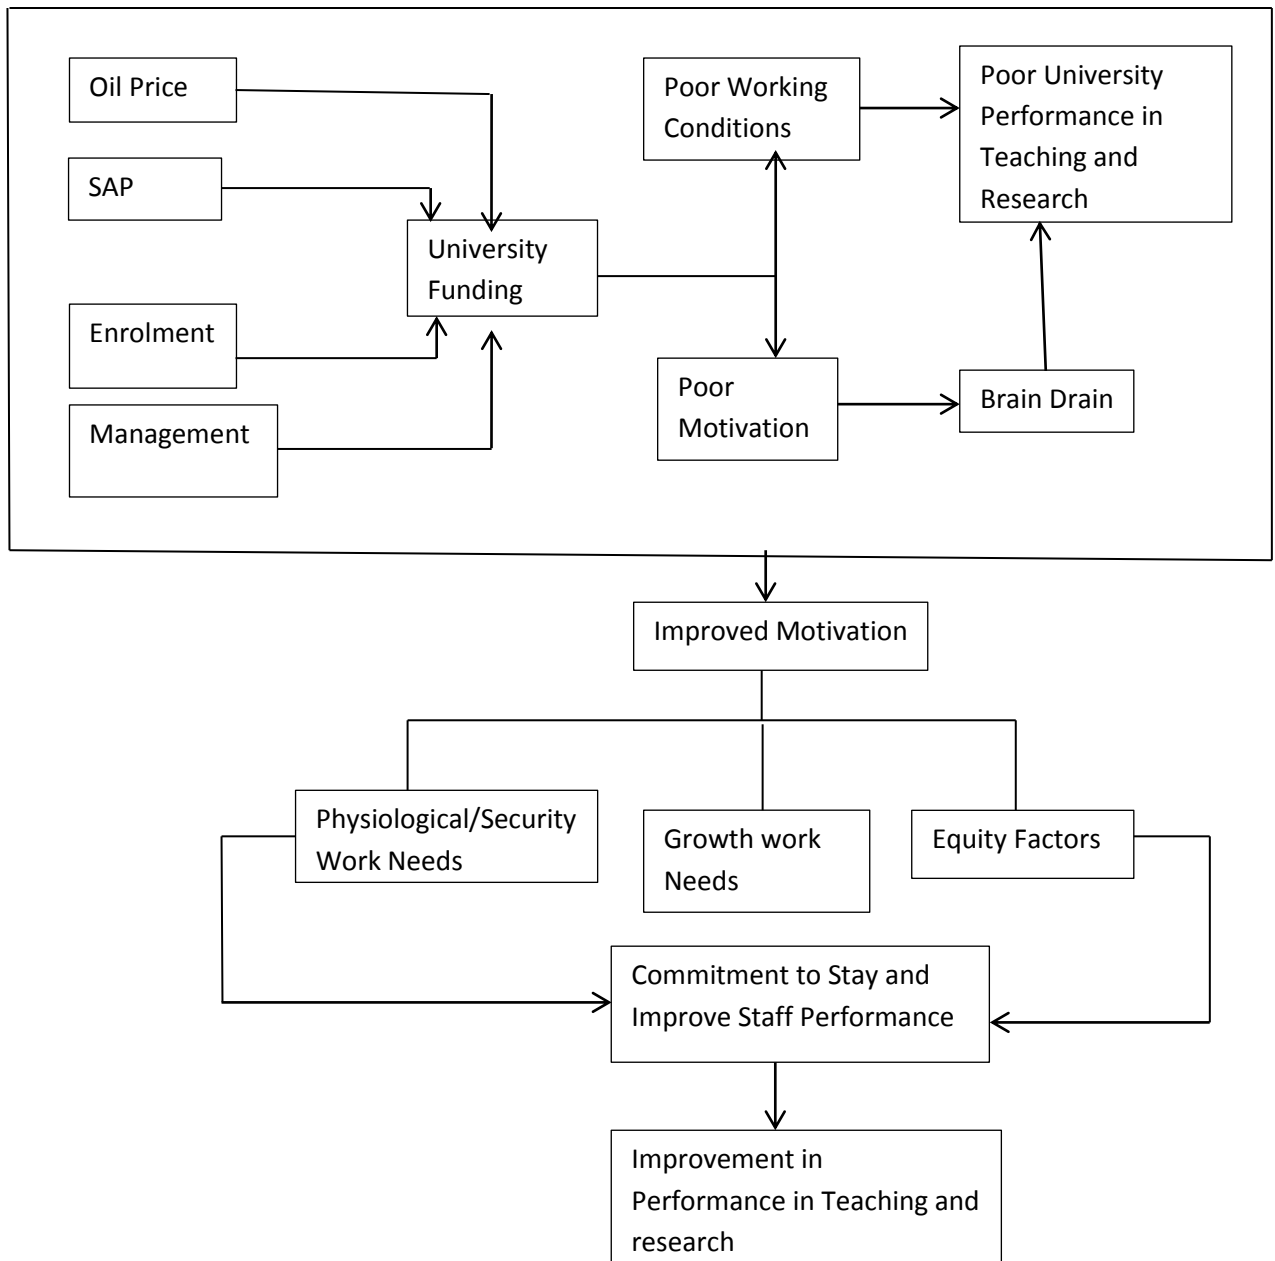 Oil Price
SAP
Enrolment
Management
University
Funding
Poor Working
Conditions
Poor
Motivation
Poor University
Performance in
Teaching and
Research
Brain Drain
Improved Motivation
Physiological/Security
Work Needs
Growth work
Needs
Equity Factors
Commitment to Stay and
Improve Staff Performance
Improvement in
Performance in Teaching and
research